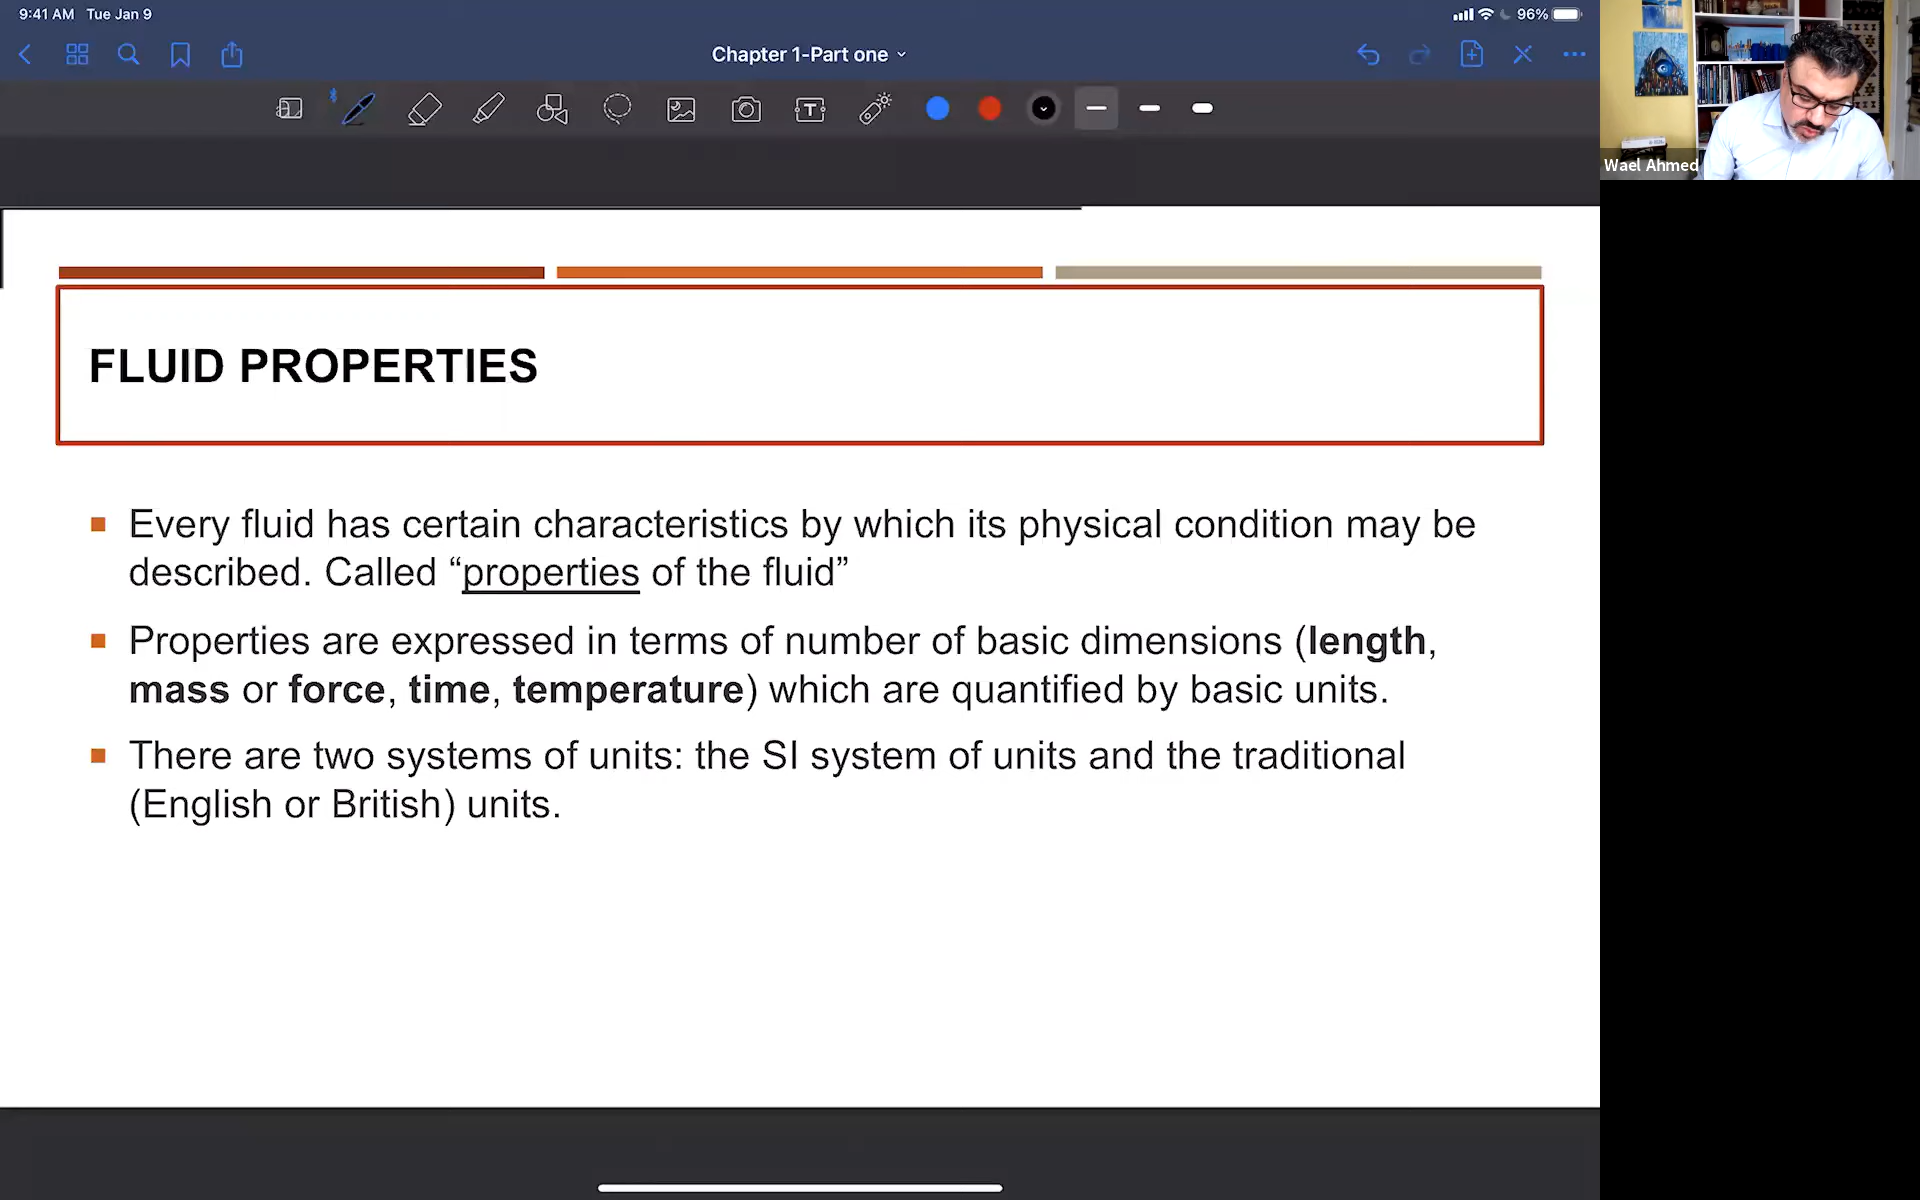 9:41 AM Tue Jan 9
96%
Chapter 1-Part one
T
Wael Ahmed
FLUID PROPERTIES
Every fluid has certain characteristics by which its physical condition may be
described. Called “properties of the fluid”
Properties are expressed in terms of number of basic dimensions (length,
mass or force, time, temperature) which are quantified by basic units.
There are two systems of units: the SI system of units and the traditional
(English or British) units.